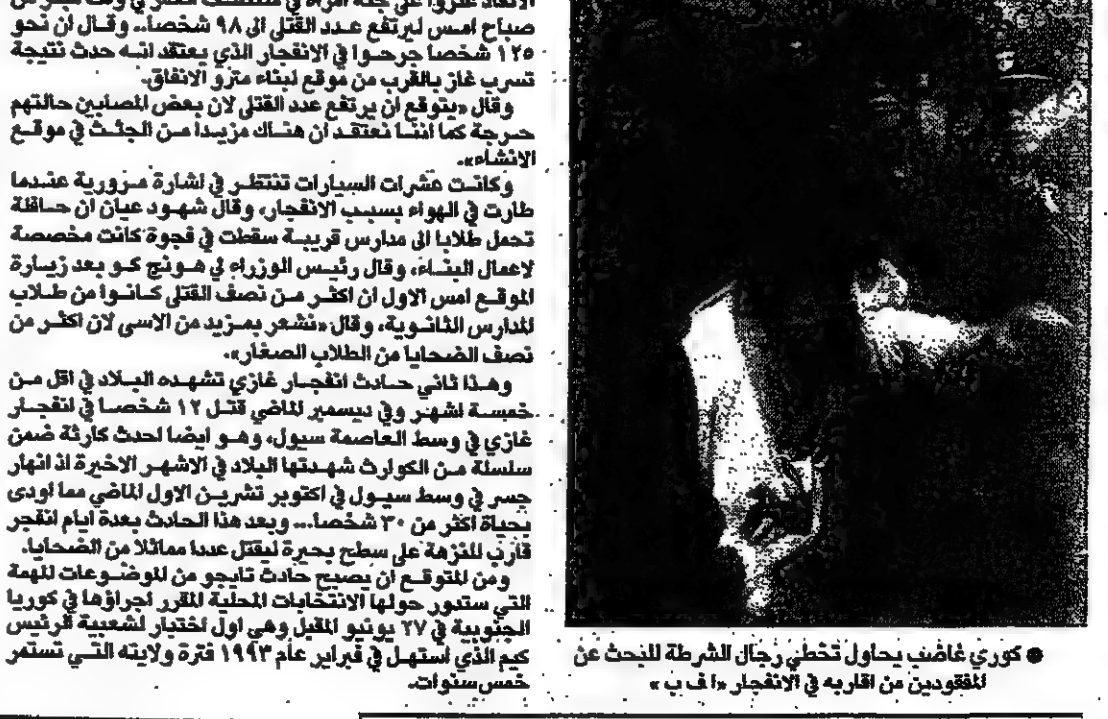 الانقاذ عثروا على جثة امرأة في
صباح امس ليرتفع عدد القتلى الى ٩٨ شخصا.. وقال ان نحو
١٢٥ شخصا جرحوا في الانفجار الذي يعتقد انه حدث نتيجة
تسرب غاز بالقرب من موقع لبناء مترو الانفاق.
وقال «يتوقع ان يرتفع عدد القتلى لان بعض المصابين حالتهم
حرجة كما اننا نعتقد ان هناك مزيدا من الجثث في موقع
الانشاء».
وكانت عشرات السيارات تنتظر في اشارة مرورية عندما
طارت في الهواء بسبب الانفجار، وقال شهود عيان ان حافلة
تحمل طلابا الى مدارس قريبة سقطت في فجوة كانت مخصصة
لاعمال البناء، وقال رئيس الوزراء لي هونج كو بعد زيارة
الموقع امس الاول ان اكثر من نصف القتلى كانوا من طلاب
المدارس الثانوية، وقال «نشعر بمزيد من الاسى لان اكثر من
نصف الضحايا من الطلاب الصغار».
وهذا ثاني حادث انفجار غازي تشهده البلاد في اقل من
خمسة اشهر وفي ديسمبر الماضي قتل ١٢ شخصا في انفجار
غازي في وسط العاصمة سيول، وهو ايضا احدث كارثة ضمن
سلسلة من الكوارث شهدتها البلاد في الاشهر الاخيرة اذ انهار
جسر في وسط سيول في اكتوبر تشرين الاول الماضي مما اودى
بحياة اكثر من ٣٠ شخصا... وبعد هذا الحادث بعدة ايام انفجر
قارب للنزهة على سطح بحيرة ليقتل عددا مماثلا من الضحايا.
ومن المتوقع ان يصبح حادث تايجو من الموضوعات المهمة
التي ستدور حولها الانتخابات المحلية المقرر اجراؤها في كوريا
الجنوبية في ٢٧ يونيو المقبل وهي اول اختبار لشعبية الرئيس
كيم الذي استهل في فبراير عام ١٩٩٣ فترة ولايته التي تستمر
خمس سنوات.
● كوري غاضب يحاول تخطي رجال الشرطة للبحث عن
المفقودين من اقاربه في الانفجار «ا ف ب»